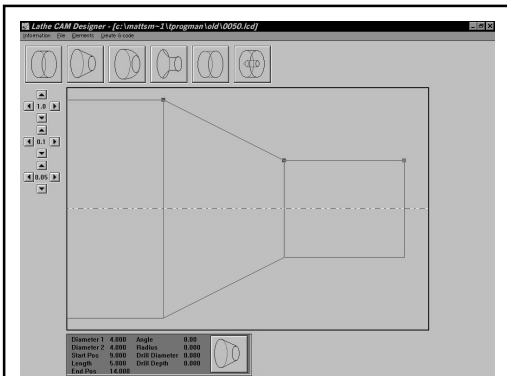 Lathe CAM Designer - [c:\mattsm~1\tprogman\old\0050.lcd]
Information File Elements Create G-code
1.0
0.1
0.05
Diameter 1 4.000 Angle 0.00
Diameter 2 4.000 Radius 0.000
Start Pos 9.000 Drill Diameter 0.000
Length 5.000 Drill Depth 0.000
End Pos 14.000